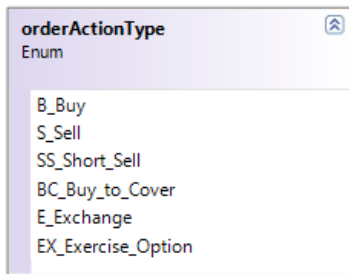 orderActionType
Enum
B_Buy
S_Sell
SS_Short_Sell
BC_Buy_to_Cover
E_Exchange
EX_Exercise_Option